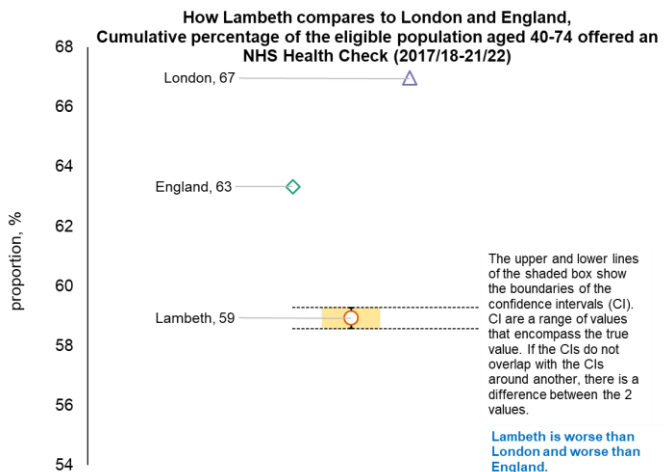 How Lambeth compares to London and England,
Cumulative percentage of the eligible population aged 40-74 offered an
NHS Health Check (2017/18-21/22)
68
66
64
62
60
58
56
54
proportion, %
London, 67
England, 63
Lambeth, 59
The upper and lower lines
of the shaded box show
the boundaries of the
confidence intervals (CI).
CI are a range of values
that encompass the true
value. If the CIs do not
overlap with the CIs
around another, there is a
difference between the 2
values.
Lambeth is worse than
London and worse than
England.